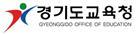 경기도교육청
GYEONGGIDO OFFICE OF EDUCATION